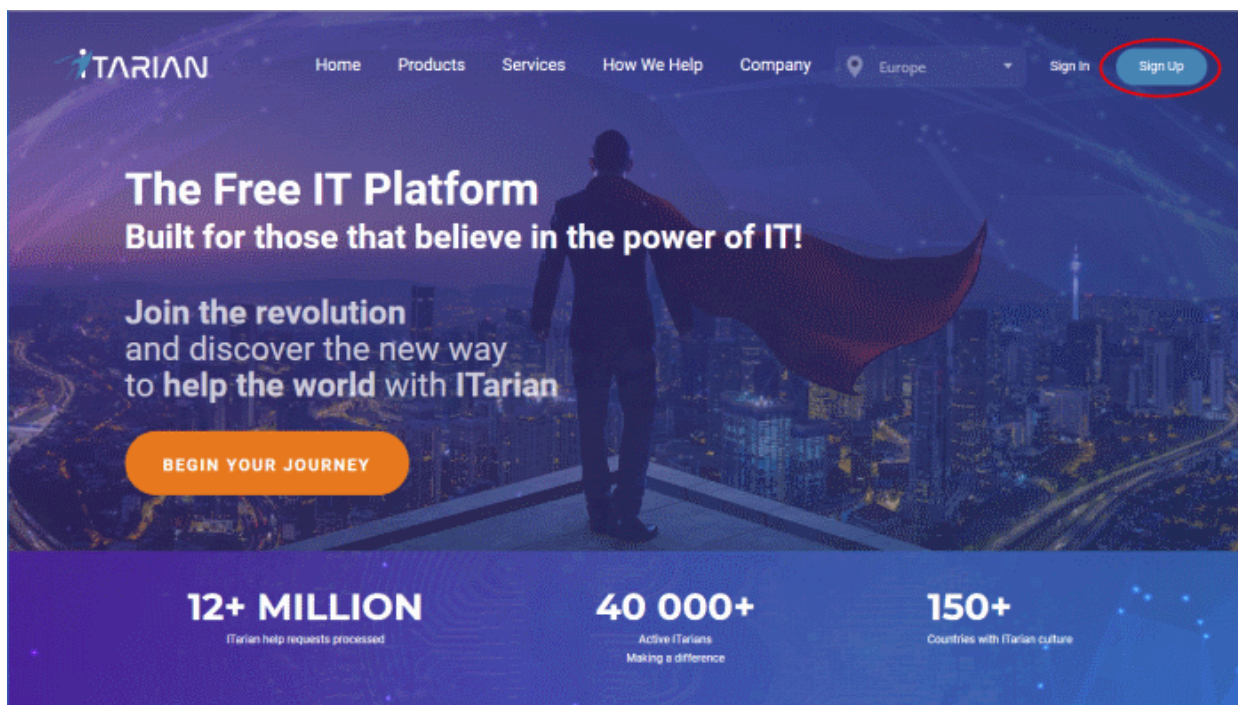 ITARIAN
Home
Products
Services
How We Help
Company
Europe
Sign In
Sign Up
The Free IT Platform
Built for those that believe in the power of IT!
Join the revolution
and discover the new way
to help the world with ITarian
BEGIN YOUR JOURNEY
12+ MILLION
ITarian help requests processed
40 000+
Active ITarians
Making a difference
150+
Countries with ITarian culture